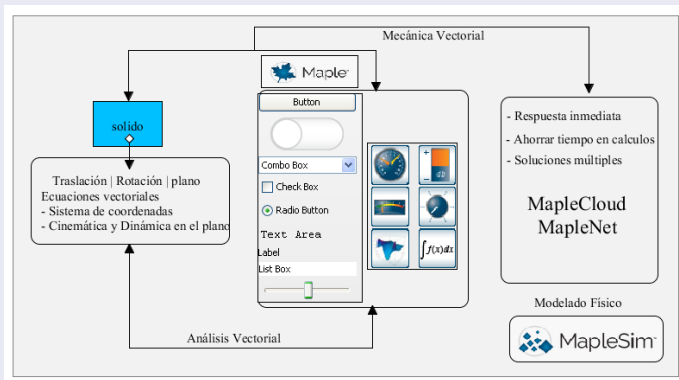 Mecánica Vectorial
Maple
Button
Combo Box
Check Box
Radio Button
Text Area
Label
List Box
+
-
db
∫f(x)dx
solido
Traslación | Rotación | plano
Ecuaciones vectoriales
- Sistema de coordenadas
- Cinemática y Dinámica en el plano
Análisis Vectorial
- Respuesta inmediata
- Ahorrar tiempo en calculos
- Soluciones múltiples
MapleCloud
MapleNet
Modelado Físico
MapleSim